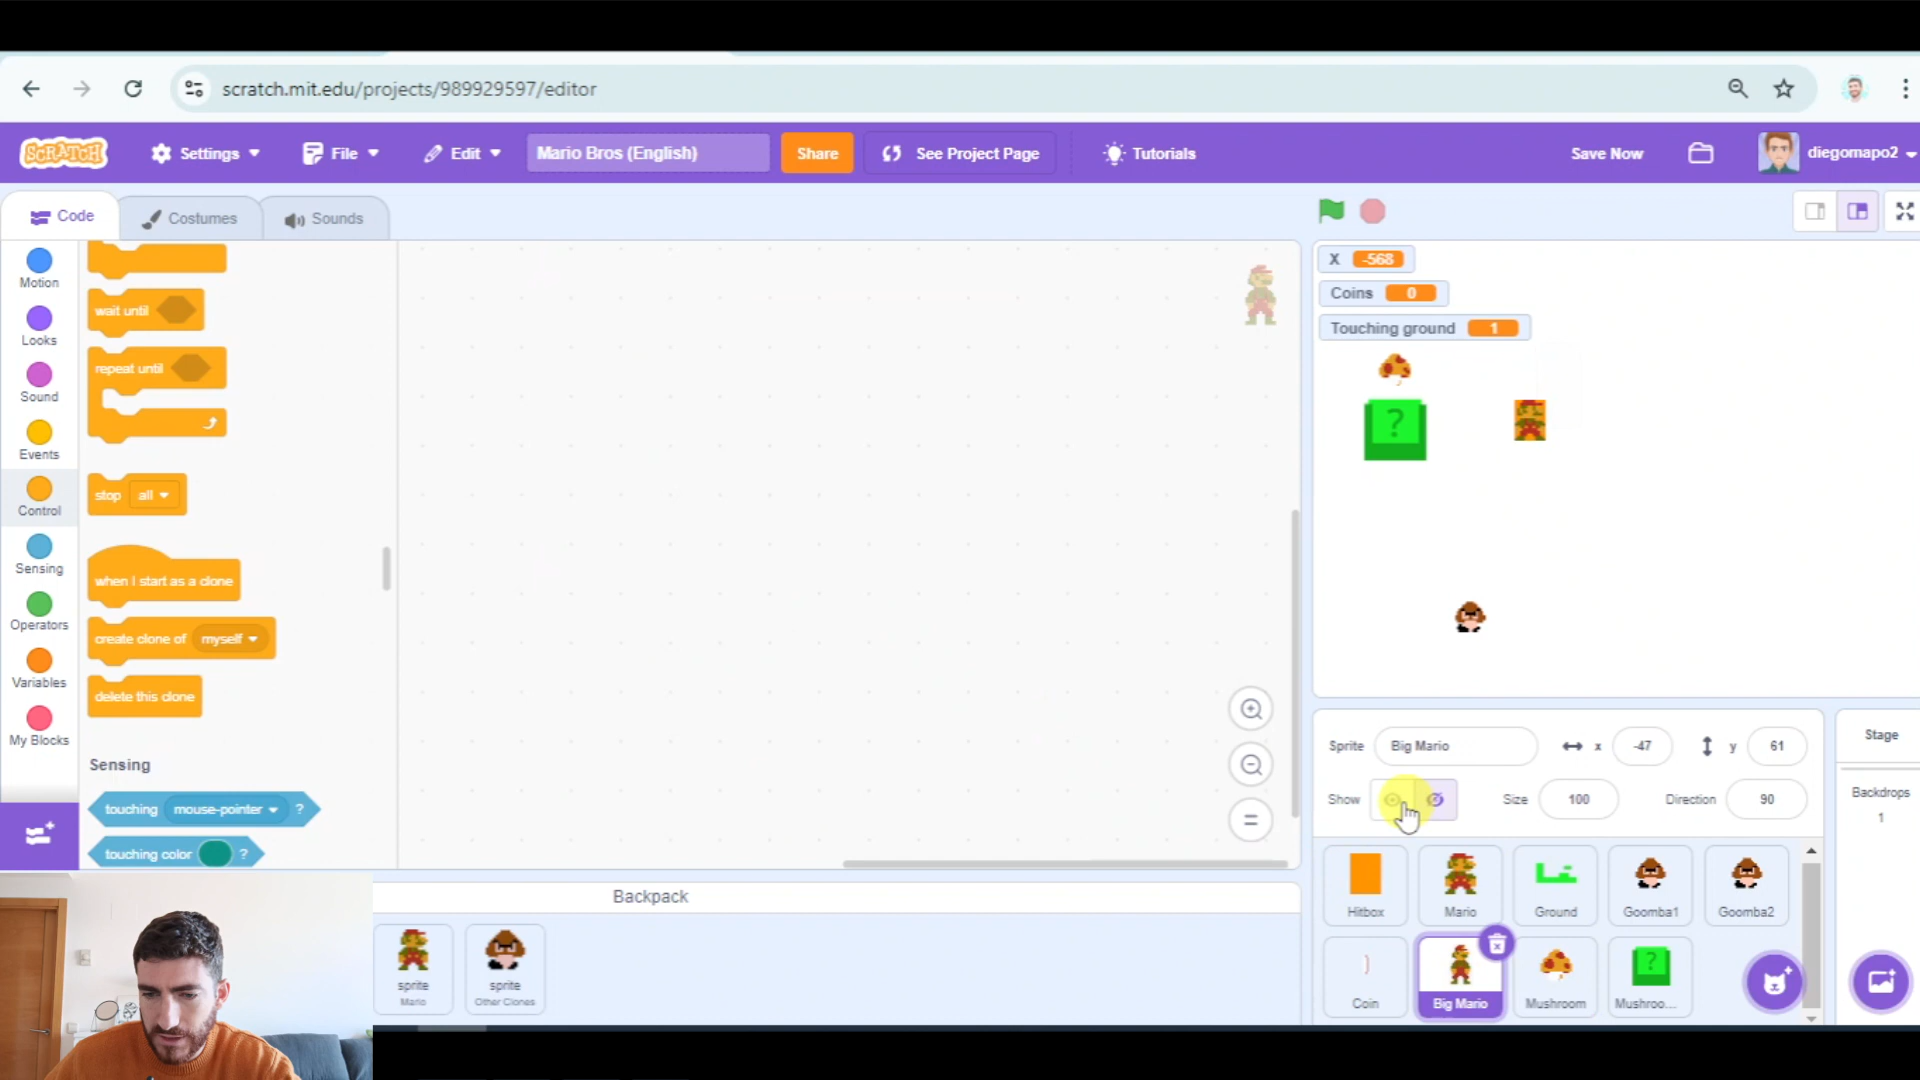 scratch.mit.edu/projects/989929597/editor
SCRATCH
Settings
File
Edit
Mario Bros (English)
Share
See Project Page
Tutorials
Save Now
diegomapo2
Code
Costumes
Sounds
Motion
Looks
Sound
Events
Control
Sensing
Operators
Variables
My Blocks
wait until
repeat until
stop all
when I start as a clone
create clone of myself
delete this clone
Sensing
touching mouse-pointer ?
touching color ?
X -568
Coins 0
Touching ground 1
?
Sprite Big Mario x -47 y 61
Show Size 100 Direction 90
Stage
Backdrops
1
Hitbox
Mario
Ground
Goomba1
Goomba2
Coin
Big Mario
Mushroom
?
Mushroo...
Backpack
sprite
Mario
sprite
Other Clones